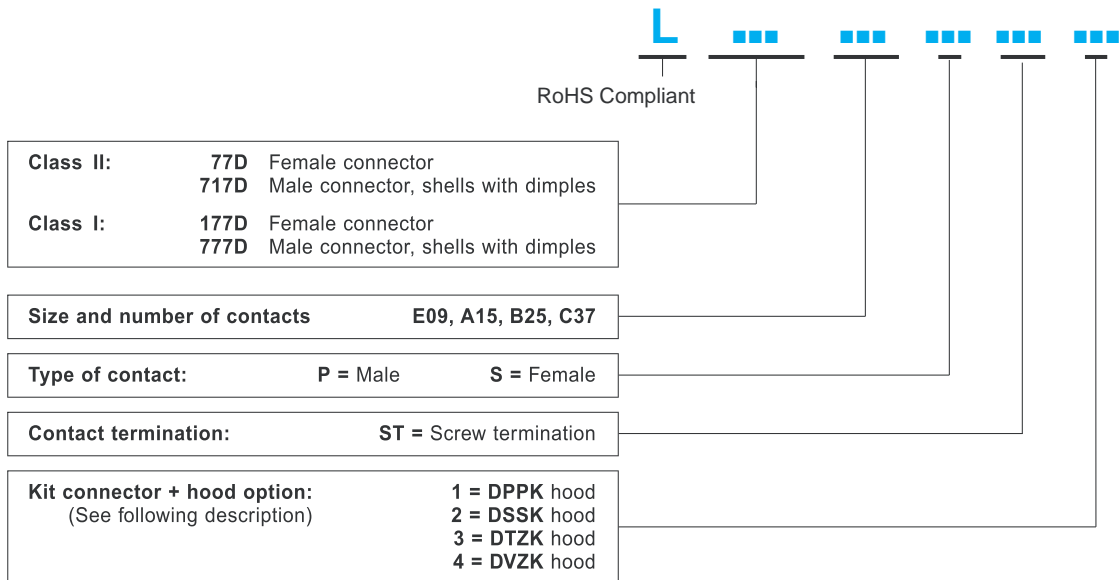 L
RoHS Compliant
Class II: 77D Female connector
717D Male connector, shells with dimples
Class I: 177D Female connector
777D Male connector, shells with dimples
Size and number of contacts E09, A15, B25, C37
Type of contact: P = Male S = Female
Contact termination: ST = Screw termination
Kit connector + hood option: 1 = DPPK hood
(See following description) 2 = DSSK hood
3 = DTZK hood
4 = DVZK hood